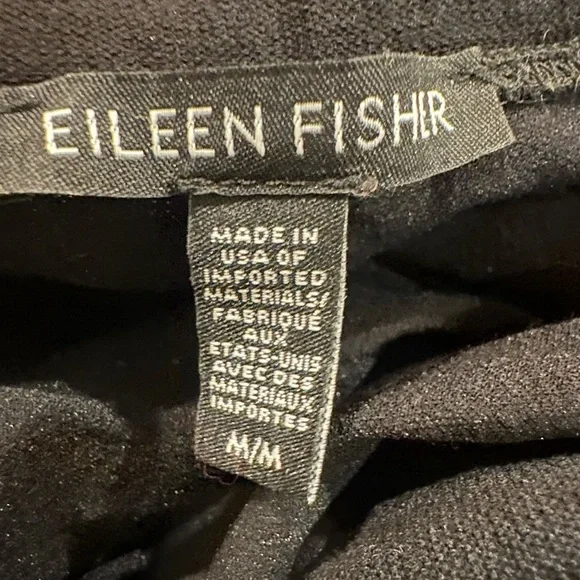 EILEEN FISHER
MADE IN
USA OF
IMPORTED
MATERIALS/
FABRIQUÉ
AUX
ETATS-UNIS
AVEC DES
MATERIAUX
IMPORTES
M/M